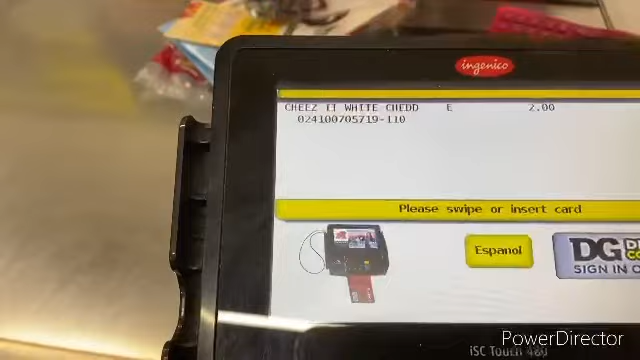 ingenico
CHEEZ II WHITE CHEDD E 2.00
024100705719-110
Please swipe or insert card
Espanol
DG
SIGN IN
iSC Touch 480
PowerDirector